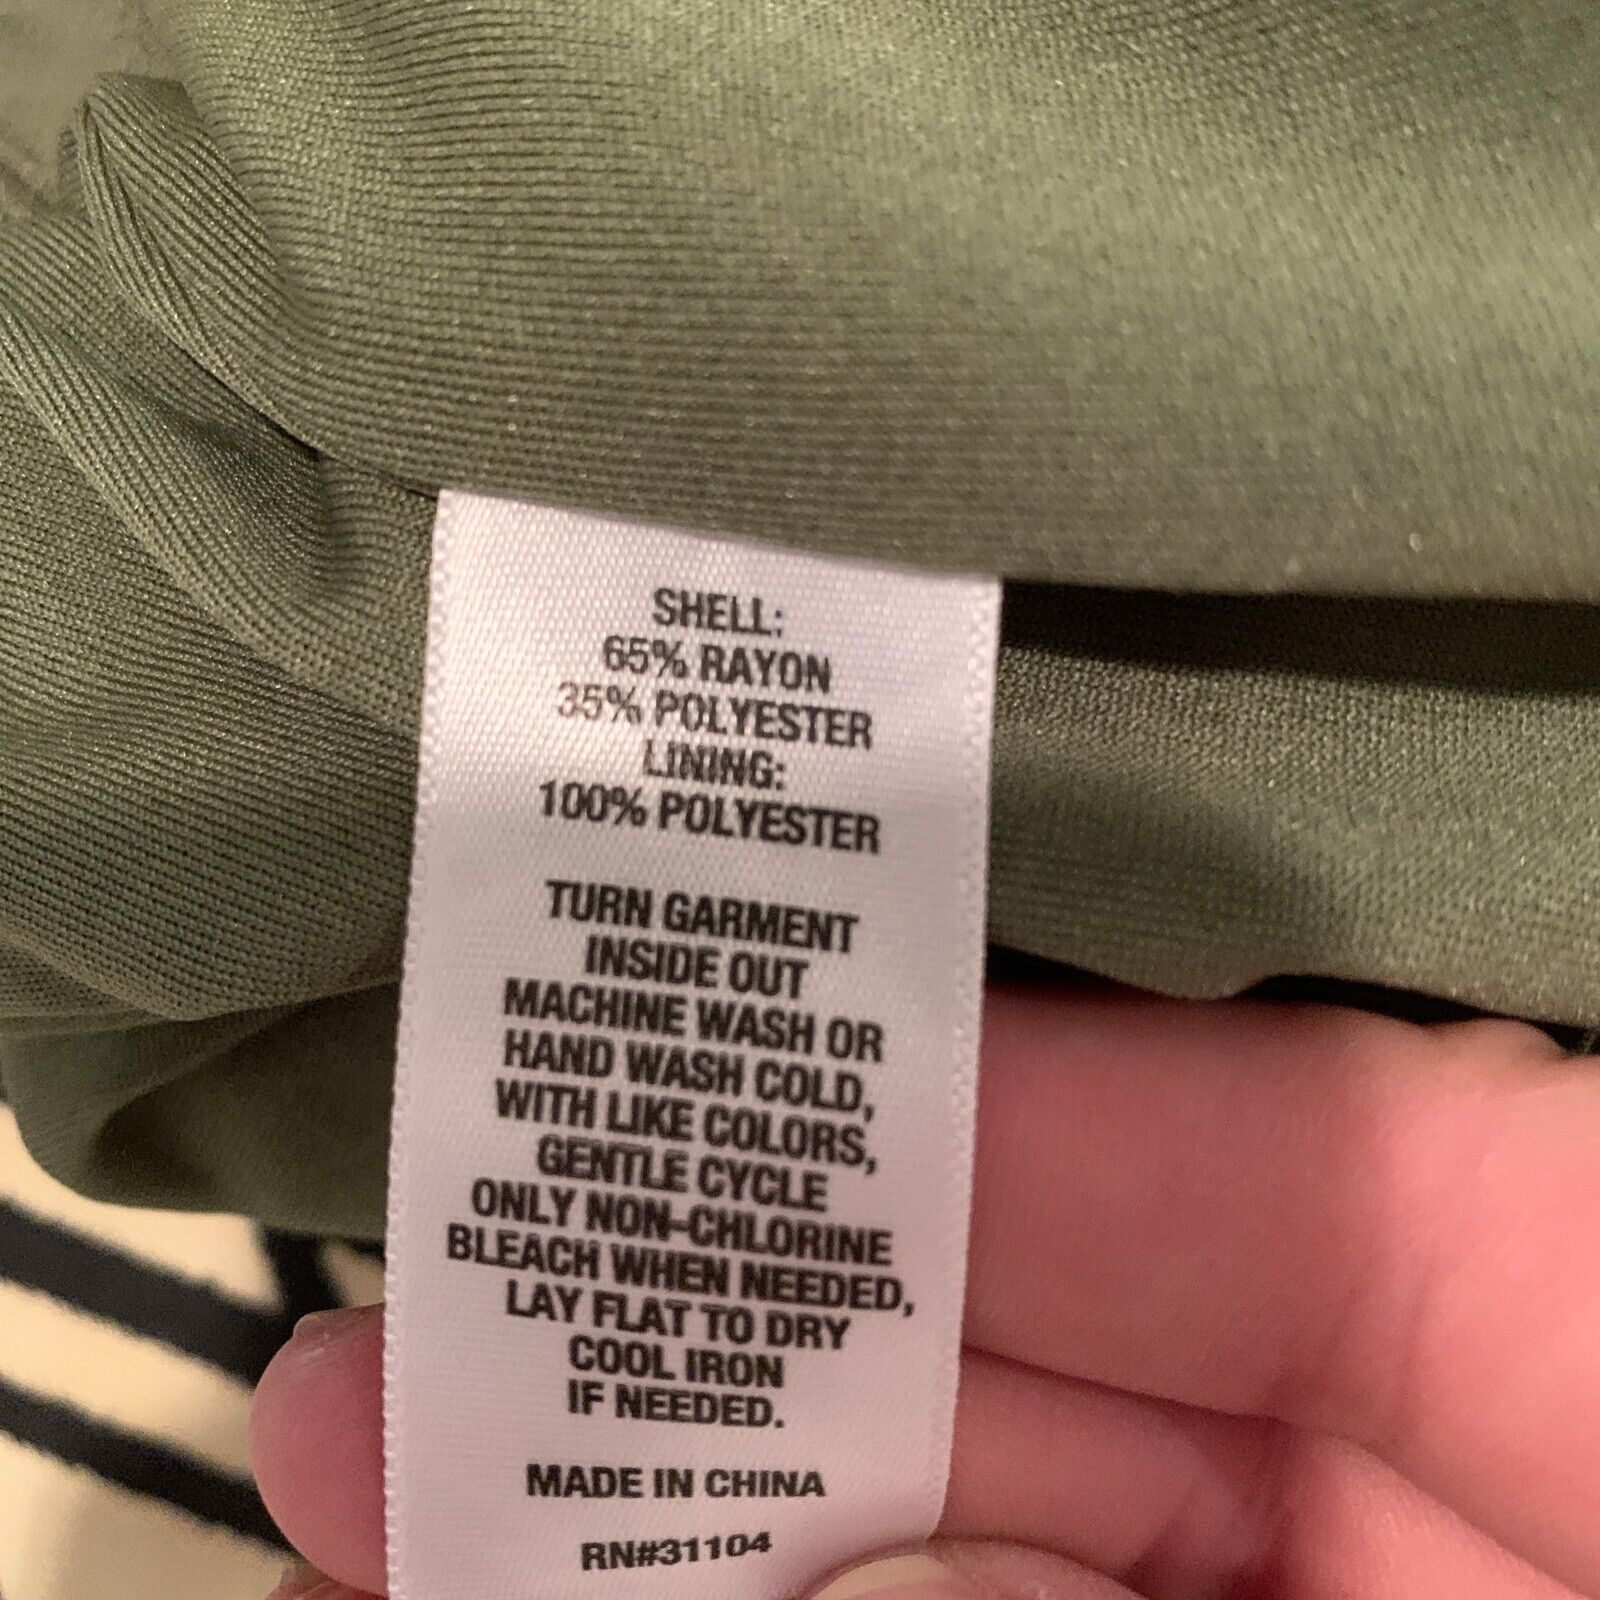 SHELL:
65% RAYON
35% POLYESTER
LINING:
100% POLYESTER
TURN GARMENT
INSIDE OUT
MACHINE WASH OR
HAND WASH COLD,
WITH LIKE COLORS,
GENTLE CYCLE
ONLY NON-CHLORINE
BLEACH WHEN NEEDED,
LAY FLAT TO DRY
COOL IRON
IF NEEDED.
MADE IN CHINA
RN#31104